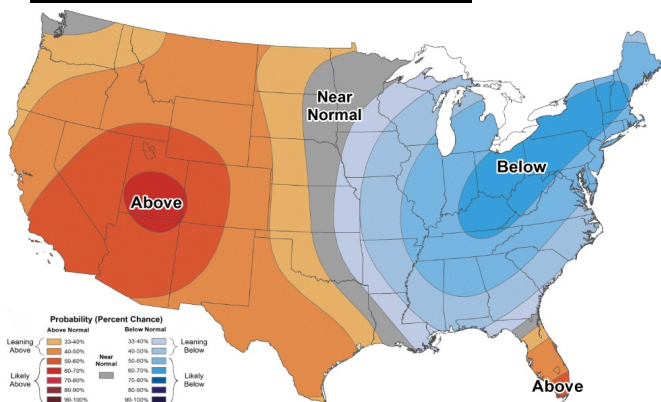 Near
Normal
Below
Above
Above
Probability (Percent Chance)
Above Normal
Below Normal
Leaning
Above
33-40%
40-50%
Likely
Above
50-60%
60-70%
70-80%
80-90%
90-100%
Near
Normal
33-40%
40-50%
Leaning
Below
50-60%
60-70%
70-80%
80-90%
90-100%
Likely
Below